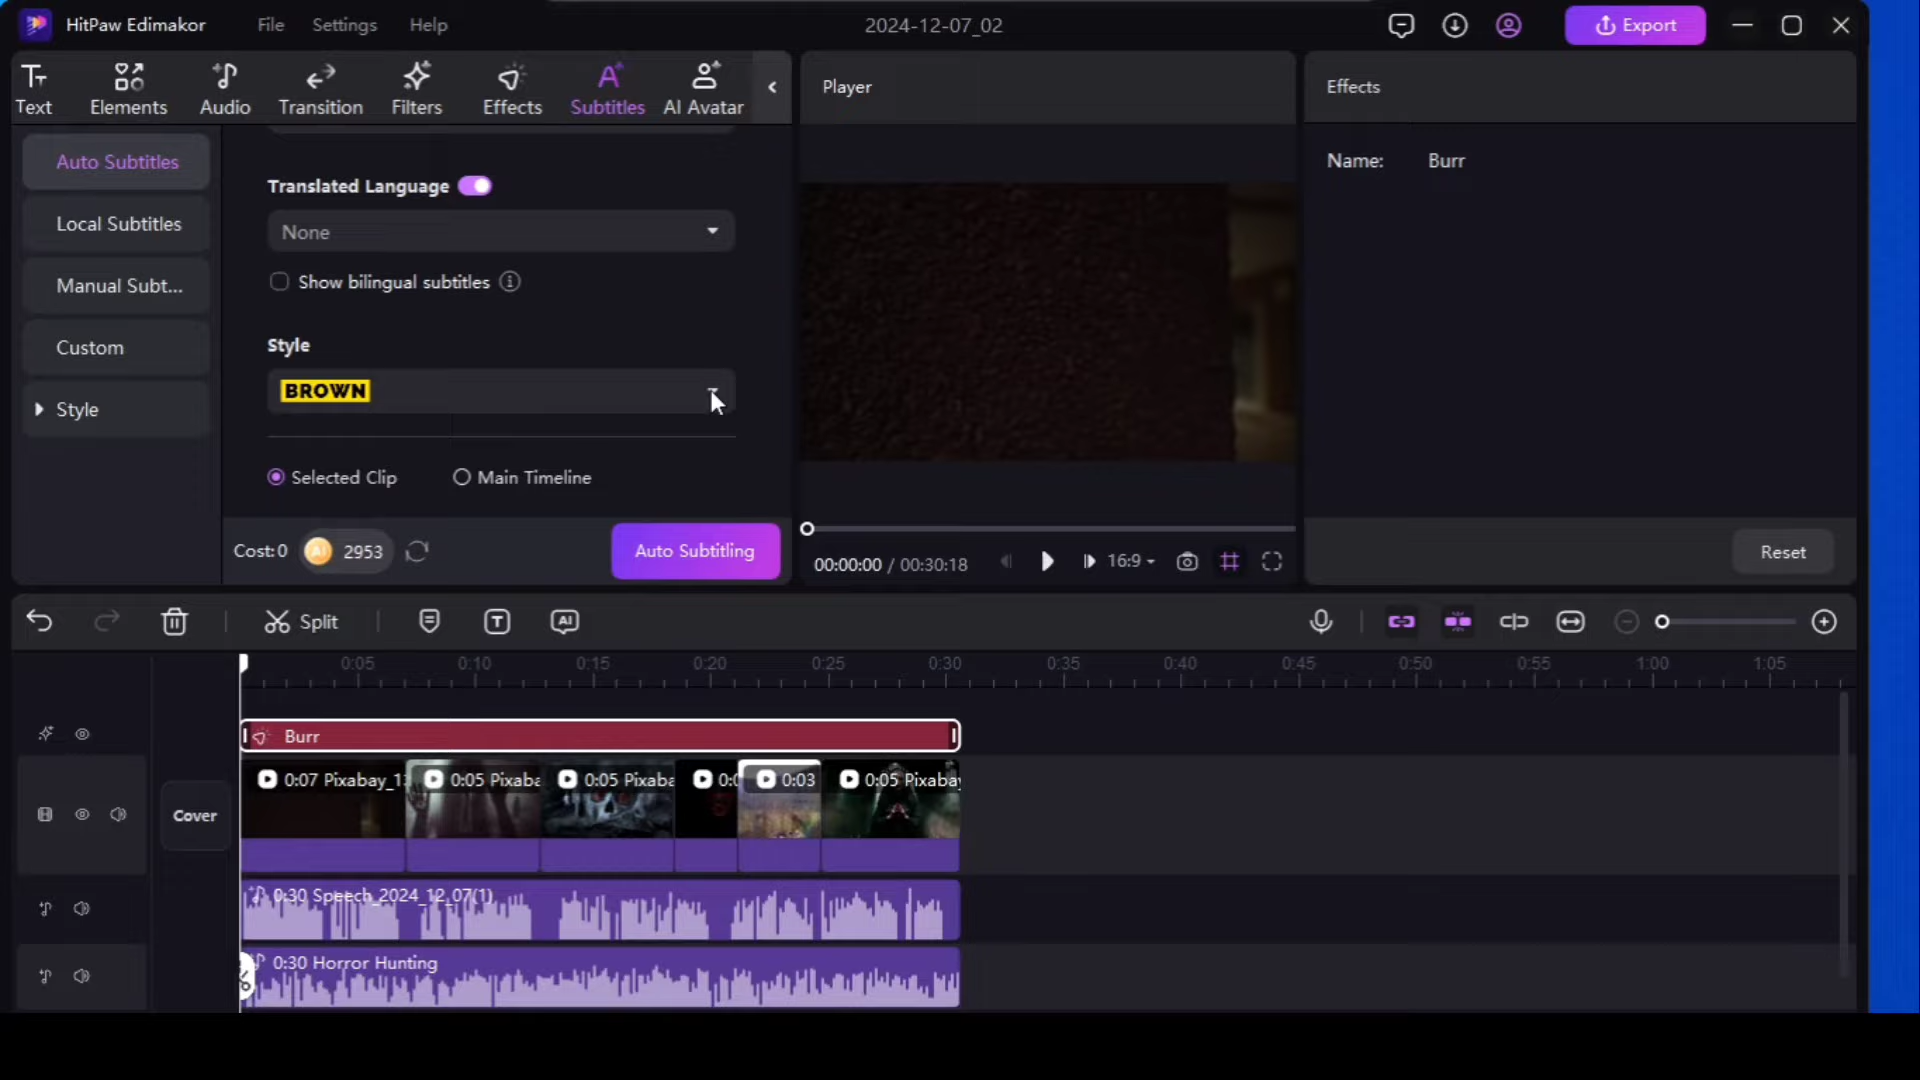 HitPaw Edimakor
File
Settings
Help
2024-12-07_02
Export
Text
Elements
Audio
Transition
Filters
Effects
Subtitles
AI Avatar
Player
Effects
Auto Subtitles
Local Subtitles
Manual Subt...
Custom
Style
Translated Language
None
Show bilingual subtitles
Style
BROWN
Selected Clip
Main Timeline
Cost:0
AI
2953
Auto Subtitling
Name:
Burr
00:00:00 / 00:30:18
16:9
Reset
Split
T
AI
0:05 0:10 0:15 0:20 0:25 0:30 0:35 0:40 0:45 0:50 0:55 1:00 1:05
Burr
Cover
0:07 Pixabay_1
0:05 Pixaba
0:05 Pixaba
0:03
0:05 Pixabay
0:30 Speech_2024_12_07(1)
0:30 Horror Hunting